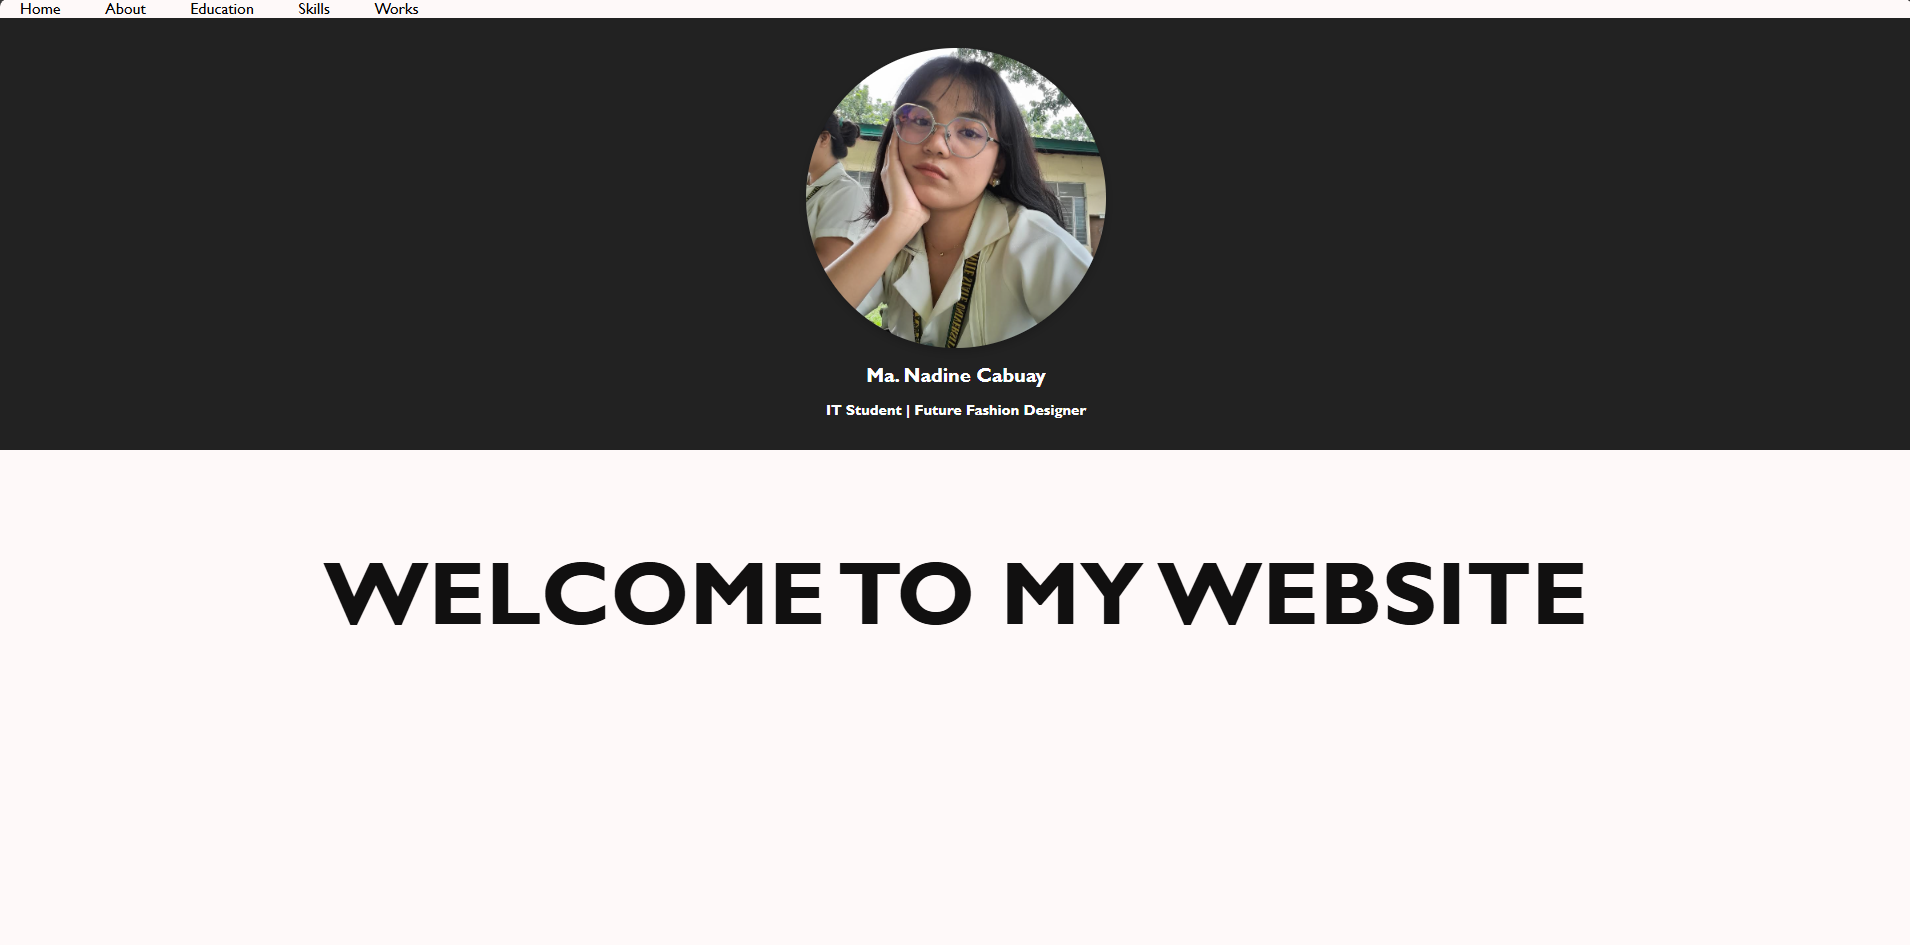 Home About Education Skills Works
Ma. Nadine Cabuay
IT Student | Future Fashion Designer
WELCOME TO MY WEBSITE